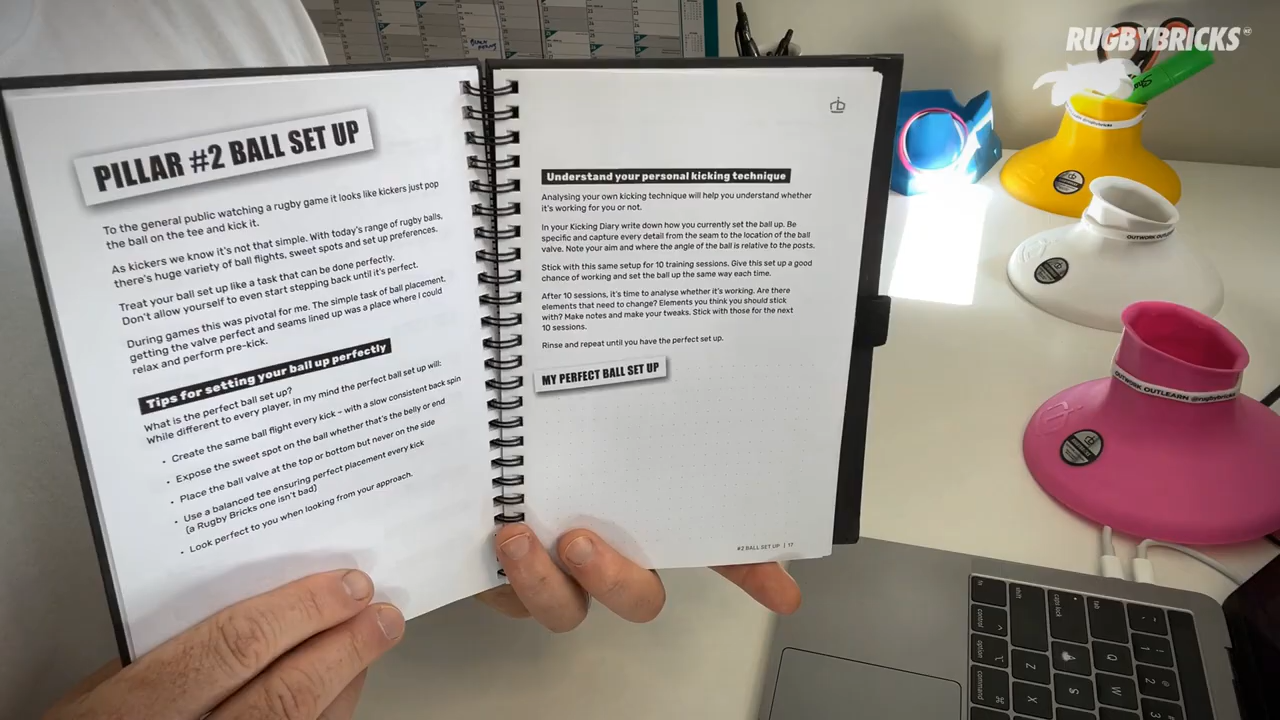 RUGBYBRICKS
PILLAR #2 BALL SET UP
To the general public watching a rugby game it looks like kickers just pop
the ball on the tee and kick it.
As kickers we know it's not that simple. With today's range of rugby balls,
there's huge variety of ball flights, sweet spots and set up preferences.
Treat your ball set up like a task that can be done perfectly.
Don't allow yourself to even start stepping back until it's perfect.
During games this was pivotal for me. The simple task of ball placement,
getting the valve perfect and seams lined up was a place where I could
relax and perform pre-kick.
Tips for setting your ball up perfectly
What is the perfect ball set up?
While different to every player, in my mind the perfect ball set up will:
• Create the same ball flight every kick – with a slow consistent back spin
• Expose the sweet spot on the ball whether that's the belly or end
• Place the ball valve at the top or bottom but never on the side
• Use a balanced tee ensuring perfect placement every kick
(a Rugby Bricks one isn't bad)
• Look perfect to you when looking from your approach.
Understand your personal kicking technique
Analysing your own kicking technique will help you understand whether
it's working for you or not.
In your Kicking Diary write down how you currently set the ball up. Be
specific and capture every detail from the seam to the location of the ball
valve. Note your aim and where the angle of the ball is relative to the posts.
Stick with this same setup for 10 training sessions. Give this set up a good
chance of working and set the ball up the same way each time.
After 10 sessions, it's time to analyse whether it's working. Are there
elements that need to change? Elements you think you should stick
with? Make notes and make your tweaks. Stick with those for the next
10 sessions.
Rinse and repeat until you have the perfect set up.
MY PERFECT BALL SET UP
#2 BALL SET UP | 17
OUTWORK OUTLEARN
OUTWORK OUTLEARN @rugbybricks
tab
caps lock
shift
control
option
command
Q
W
S
Z
X
1
2
3